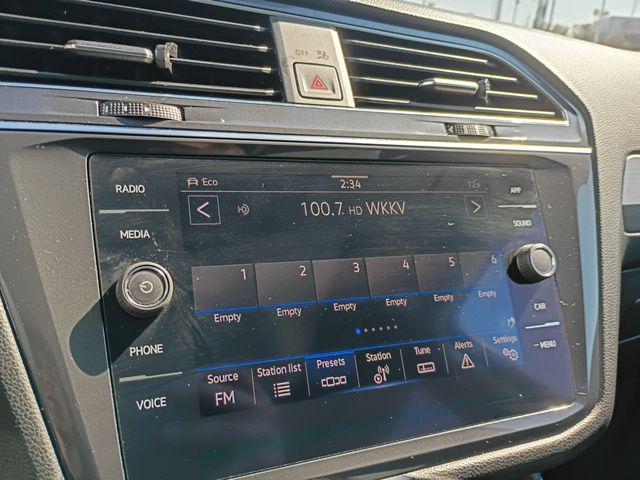 OFF
RADIO
Eco
2:34
72°F
APP
MEDIA
100.7 HD WKKV
SOUND
1 2 3 4 5 6
Empty Empty Empty Empty Empty Empty
PHONE
CAR
Source Station list Presets Station Tune Alerts Settings
MENU
FM
VOICE